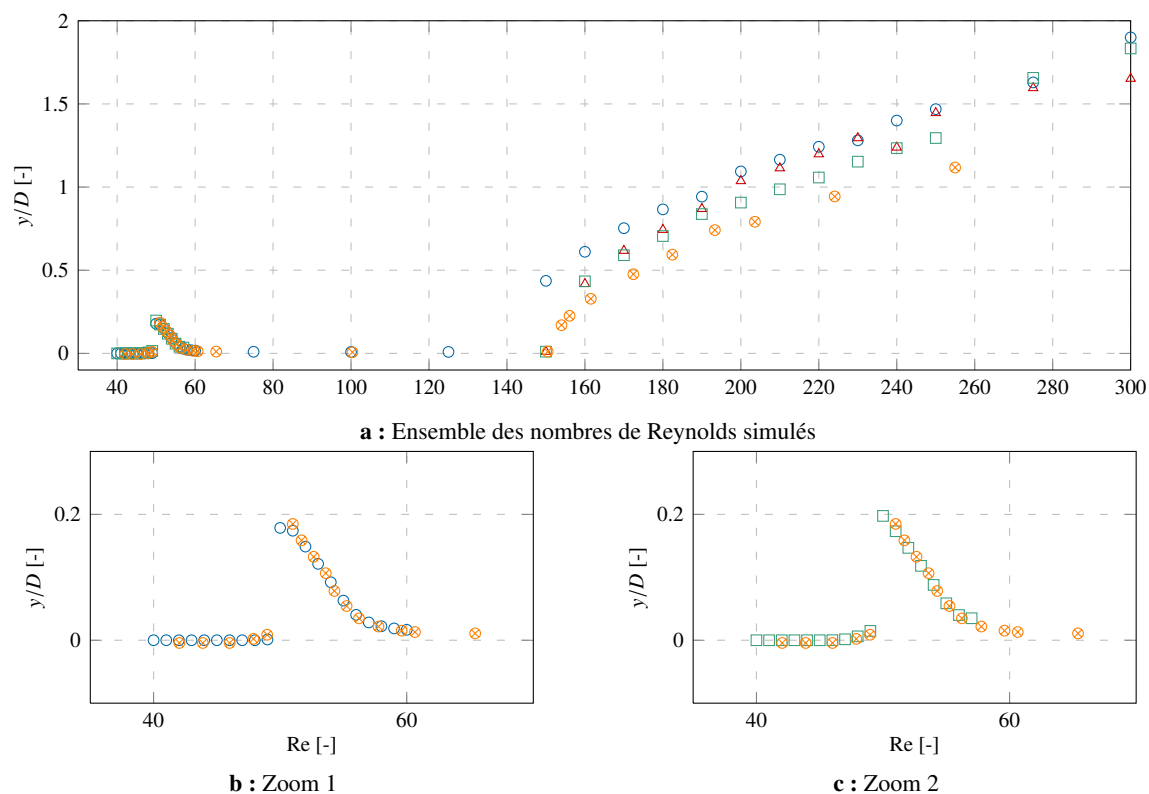 2
1.5
1
0.5
0
y/D [-]
40 60 80 100 120 140 160 180 200 220 240 260 280 300
a : Ensemble des nombres de Reynolds simulés
0.2
0
y/D [-]
40 60
Re [-]
b : Zoom 1
0.2
0
y/D [-]
40 60
Re [-]
c : Zoom 2